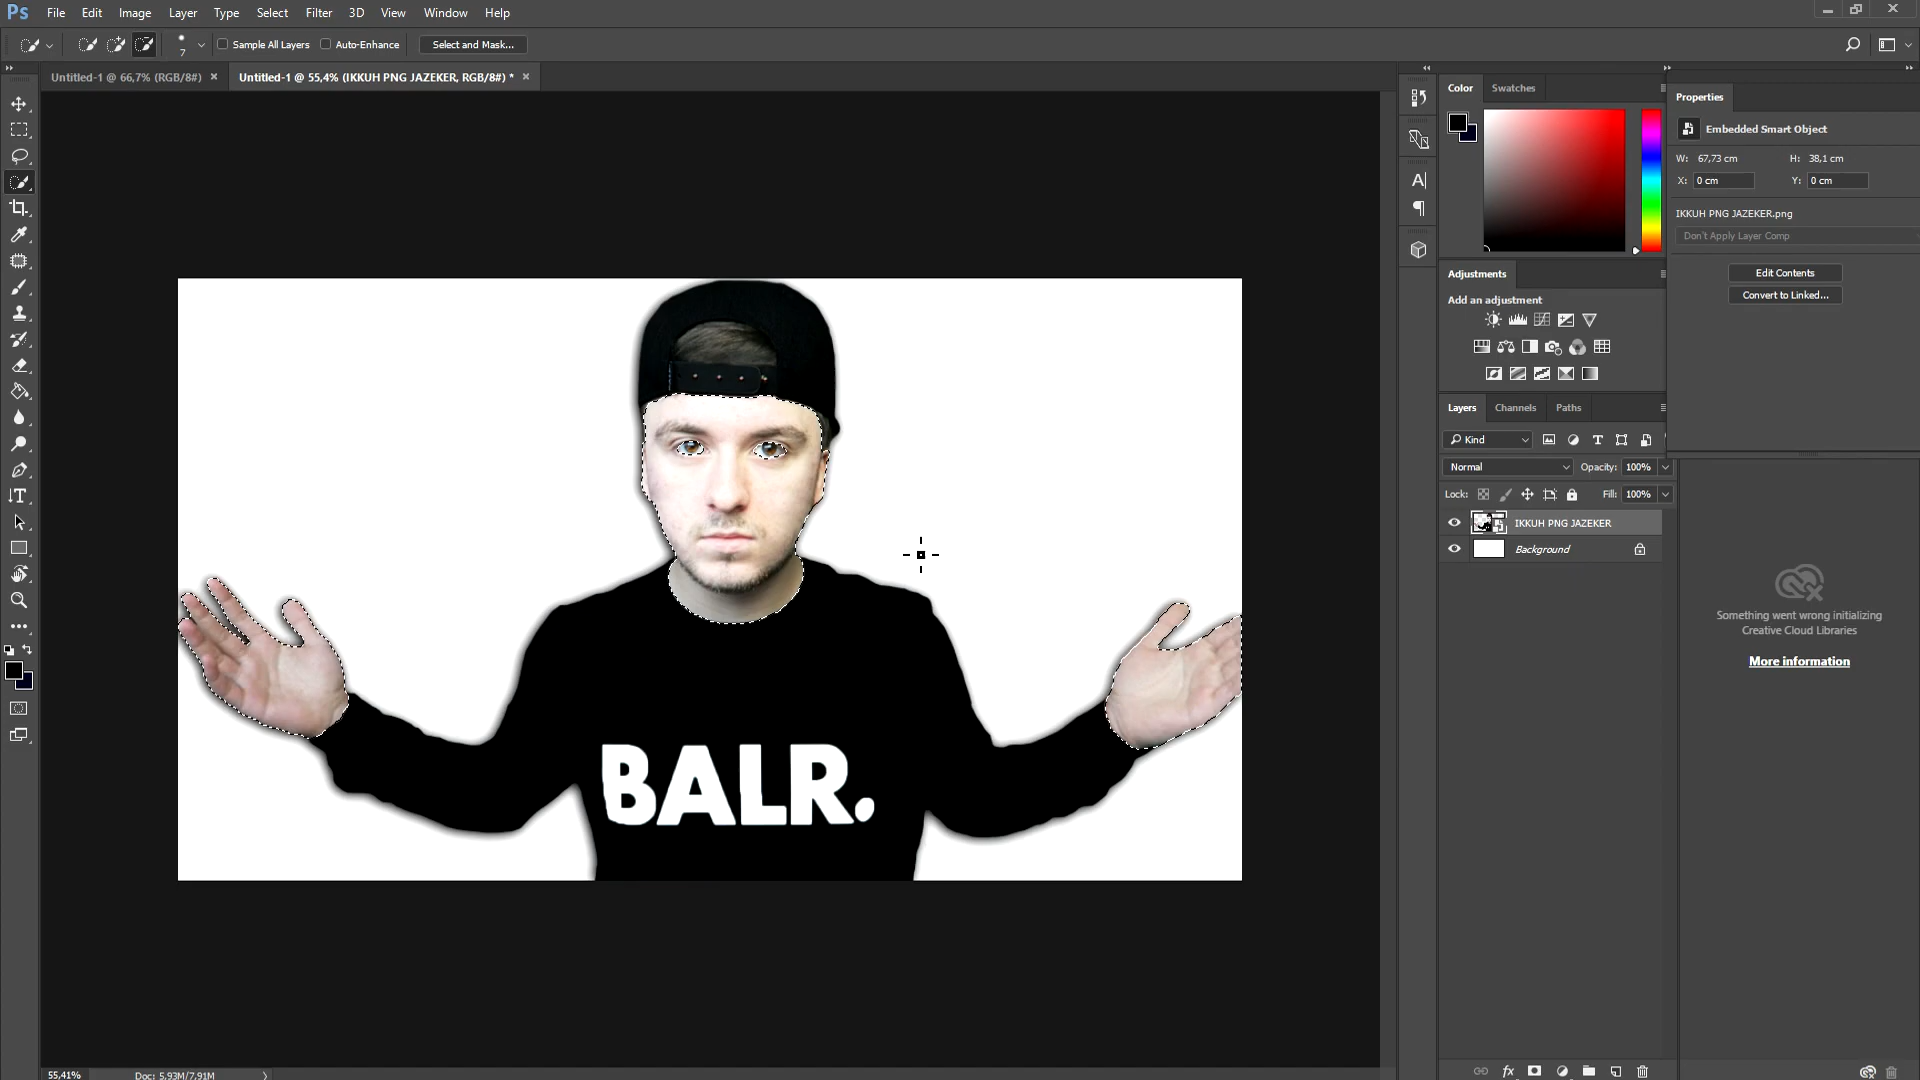 Ps File Edit Image Layer Type Select Filter 3D View Window Help
7 Sample All Layers Auto-Enhance Select and Mask...
Untitled-1 @ 66,7% (RGB/8#) × Untitled-1 @ 55,4% (IKKUH PNG JAZEKER, RGB/8#) * ×
Color Swatches
Properties
Embedded Smart Object
W: 67,73 cm H: 38,1 cm
X: 0 cm Y: 0 cm
IKKUH PNG JAZEKER.png
Don't Apply Layer Comp
Edit Contents
Convert to Linked...
Adjustments
Add an adjustment
Layers Channels Paths
Kind
Normal Opacity: 100%
Lock: Fill: 100%
IKKUH PNG JAZEKER
Background
Something went wrong initializing
Creative Cloud Libraries
More information
BALR.
55,41% Doc: 5,93M/7,91M